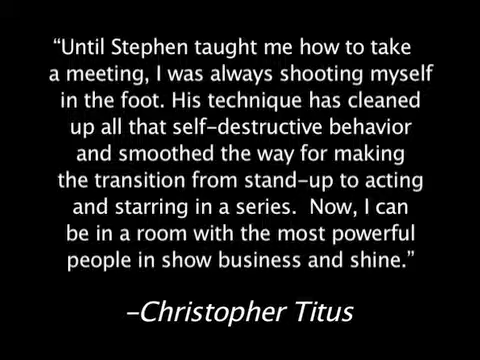 “Until Stephen taught me how to take
a meeting, I was always shooting myself
in the foot. His technique has cleaned
up all that self-destructive behavior
and smoothed the way for making
the transition from stand-up to acting
and starring in a series.  Now, I can
be in a room with the most powerful
people in show business and shine.”
-Christopher Titus